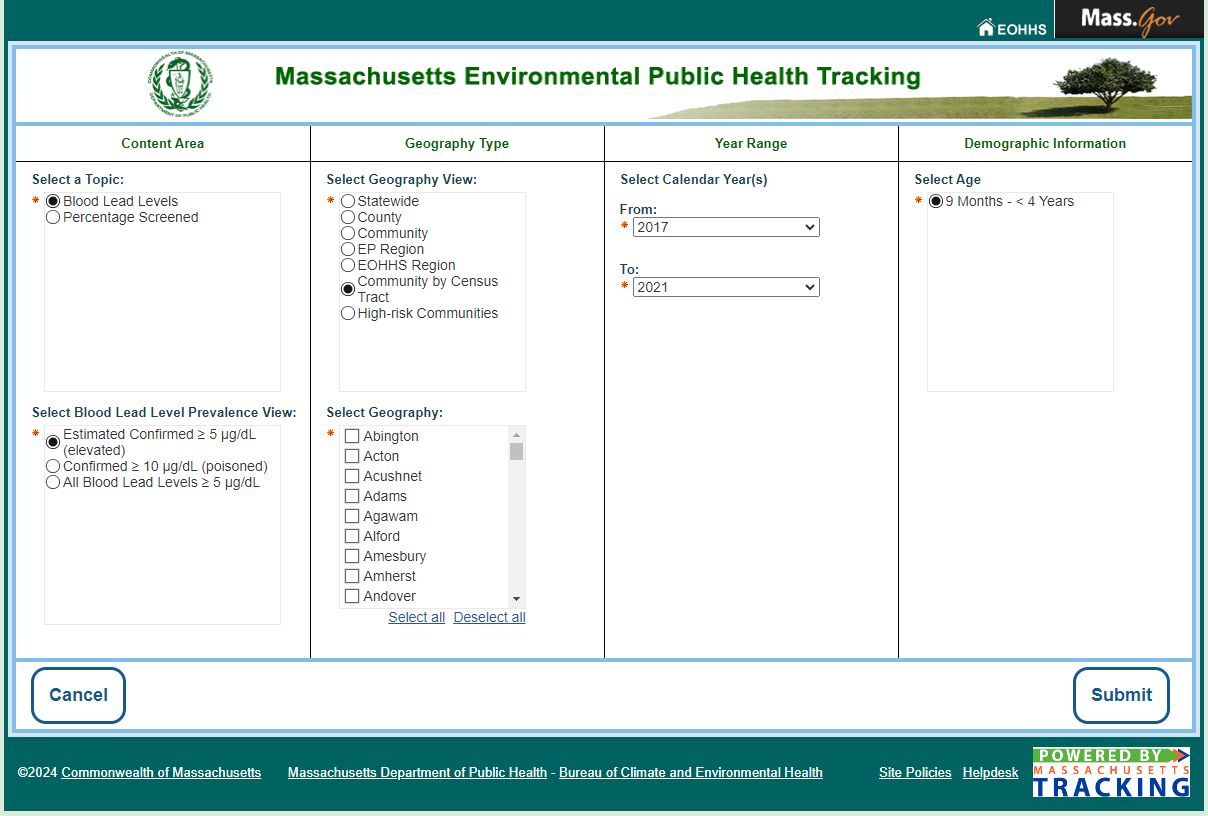 EOHHS
Mass.Gov
Massachusetts Environmental Public Health Tracking
Content Area
Geography Type
Year Range
Demographic Information
Select a Topic:
* Blood Lead Levels
Percentage Screened
Select Blood Lead Level Prevalence View:
* Estimated Confirmed ≥ 5 µg/dL
(elevated)
Confirmed ≥ 10 µg/dL (poisoned)
All Blood Lead Levels ≥ 5 µg/dL
Select Geography View:
* Statewide
County
Community
EP Region
EOHHS Region
Community by Census
Tract
High-risk Communities
Select Geography:
* Abington
Acton
Acushnet
Adams
Agawam
Alford
Amesbury
Amherst
Andover
Select all Deselect all
Select Calendar Year(s)
From:
* 2017
To:
* 2021
Select Age
* 9 Months - < 4 Years
Cancel
Submit
©2024 Commonwealth of Massachusetts
Massachusetts Department of Public Health - Bureau of Climate and Environmental Health
Site Policies Helpdesk
POWERED BY
MASSACHUSETTS
TRACKING